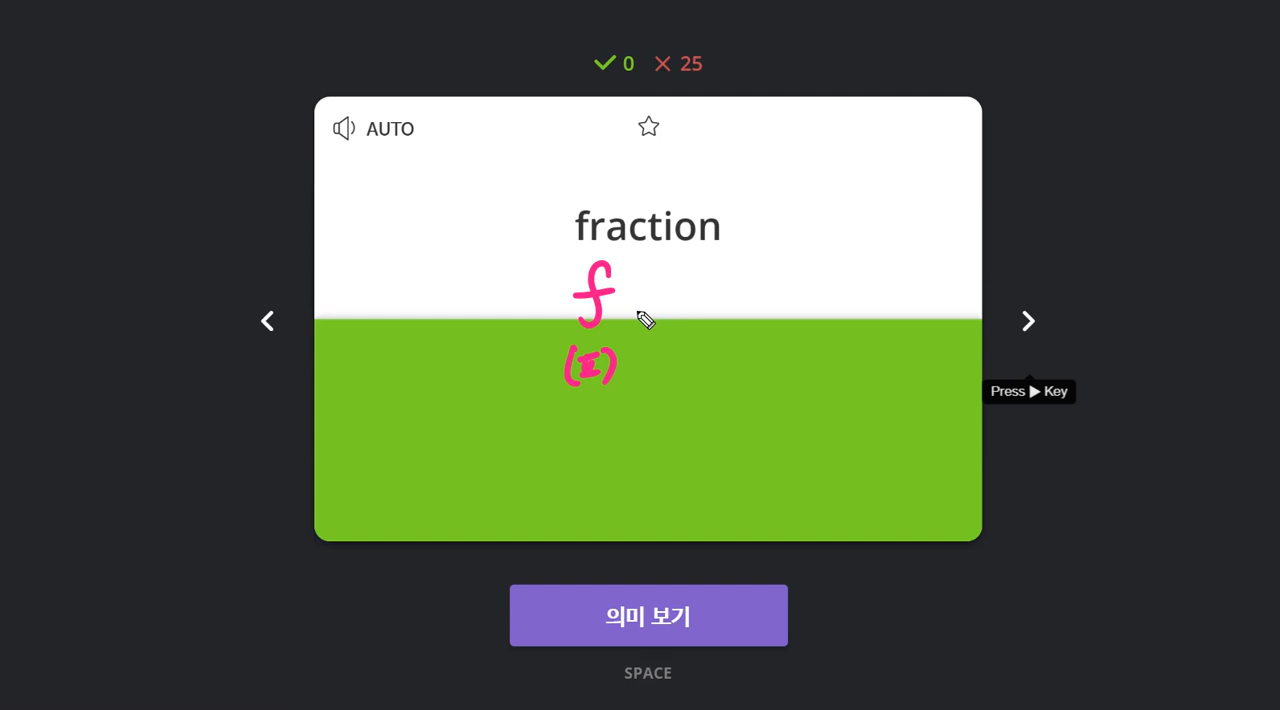 0 25
AUTO
fraction
f
(ㅍ)
Press ▶ Key
의미 보기
SPACE